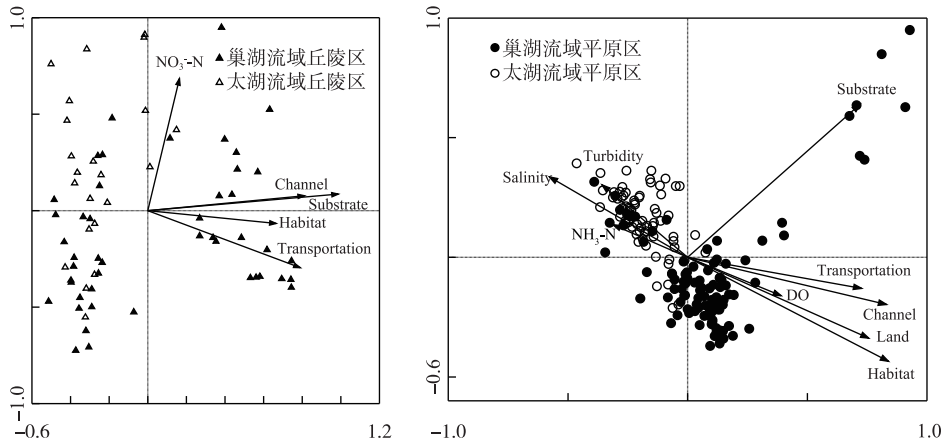 1.0
NO₃⁻-N
▲巢湖流域丘陵区
△太湖流域丘陵区
Channel
Substrate
Habitat
Transportation
-1.0
-0.6
1.2
1.0
●巢湖流域平原区
○太湖流域平原区
Substrate
Turbidity
Salinity
NH₃-N
Transportation
DO
Channel
Land
Habitat
-0.6
-1.0
1.0